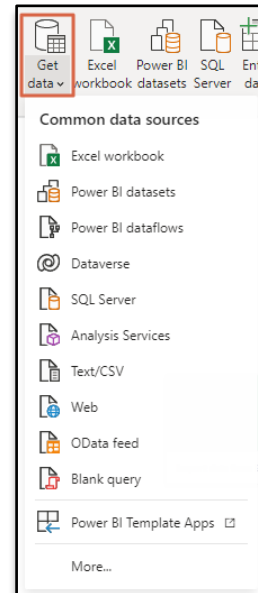 Get Excel Power BI SQL
data workbook datasets Server
Common data sources
Excel workbook
Power BI datasets
Power BI dataflows
Dataverse
SQL Server
Analysis Services
Text/CSV
Web
OData feed
Blank query
Power BI Template Apps
More...